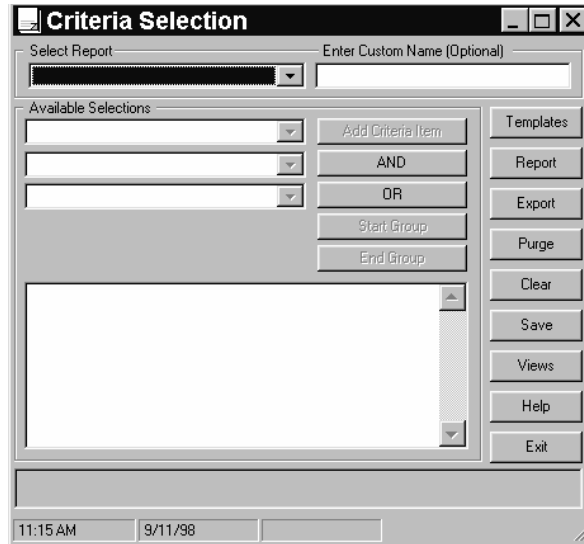 Criteria Selection
Select Report
Enter Custom Name (Optional)
Available Selections
Add Criteria Item
AND
OR
Start Group
End Group
Templates
Report
Export
Purge
Clear
Save
Views
Help
Exit
11:15 AM
9/11/98